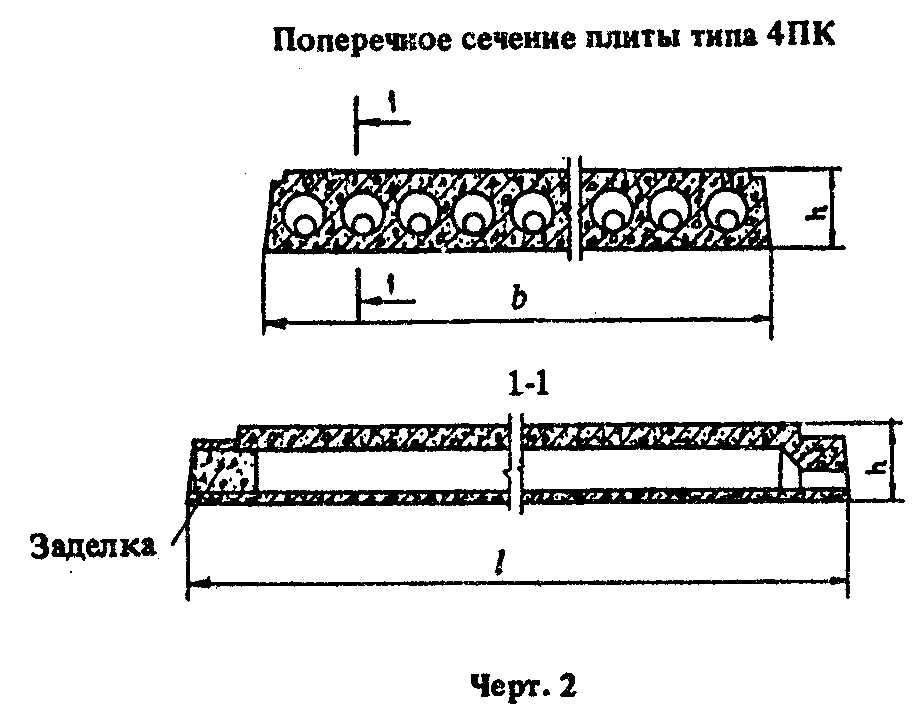 Поперечное сечение плиты типа 4ПК
1
h
1
b
1-1
h
Заделка
l
Черт. 2